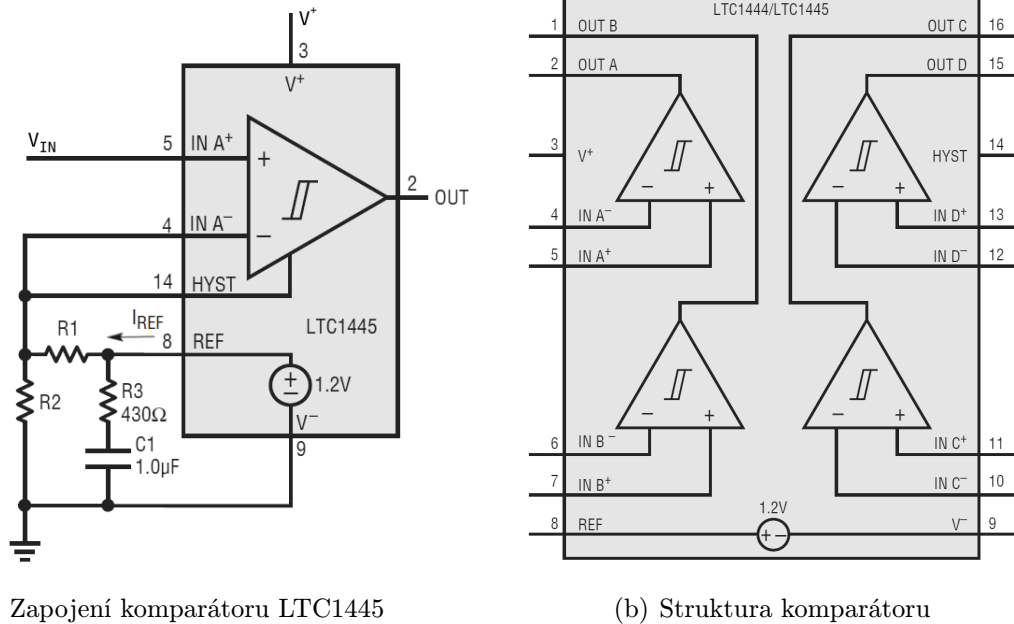 V⁺
3
V⁺
V_IN
5 IN A⁺
+
2 OUT
4 IN A⁻
−
14 HYST
LTC1445
I_REF
R1
8 REF
R2
R3
430Ω
+
−
1.2V
C1
1.0µF
V⁻
9
Zapojení komparátoru LTC1445
LTC1444/LTC1445
1 OUT B OUT C 16
2 OUT A OUT D 15
3 V⁺ HYST 14
− + − +
4 IN A⁻ IN D⁺ 13
5 IN A⁺ IN D⁻ 12
− + − +
6 IN B⁻ IN C⁺ 11
7 IN B⁺ IN C⁻ 10
1.2V
8 REF + − V⁻ 9
(b) Struktura komparátoru